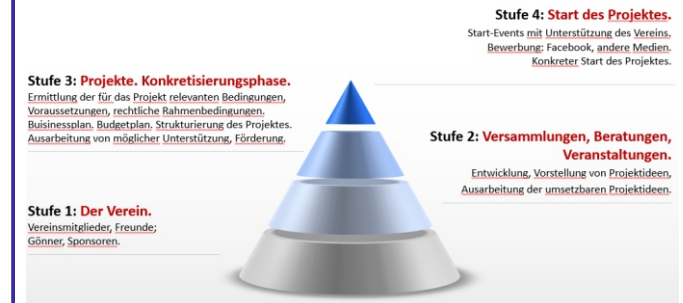 Stufe 4: Start des Projektes.
Start-Events mit Unterstützung des Vereins.
Bewerbung: Facebook, andere Medien.
Konkreter Start des Projektes.
Stufe 3: Projekte. Konkretisierungsphase.
Ermittlung der für das Projekt relevanten Bedingungen,
Voraussetzungen, rechtliche Rahmenbedingungen.
Buisinessplan. Budgetplan. Strukturierung des Projektes.
Ausarbeitung von möglicher Unterstützung, Förderung.
Stufe 2: Versammlungen, Beratungen,
Veranstaltungen.
Entwicklung, Vorstellung von Projektideen,
Ausarbeitung der umsetzbaren Projektideen.
Stufe 1: Der Verein.
Vereinsmitglieder, Freunde;
Gönner, Sponsoren.